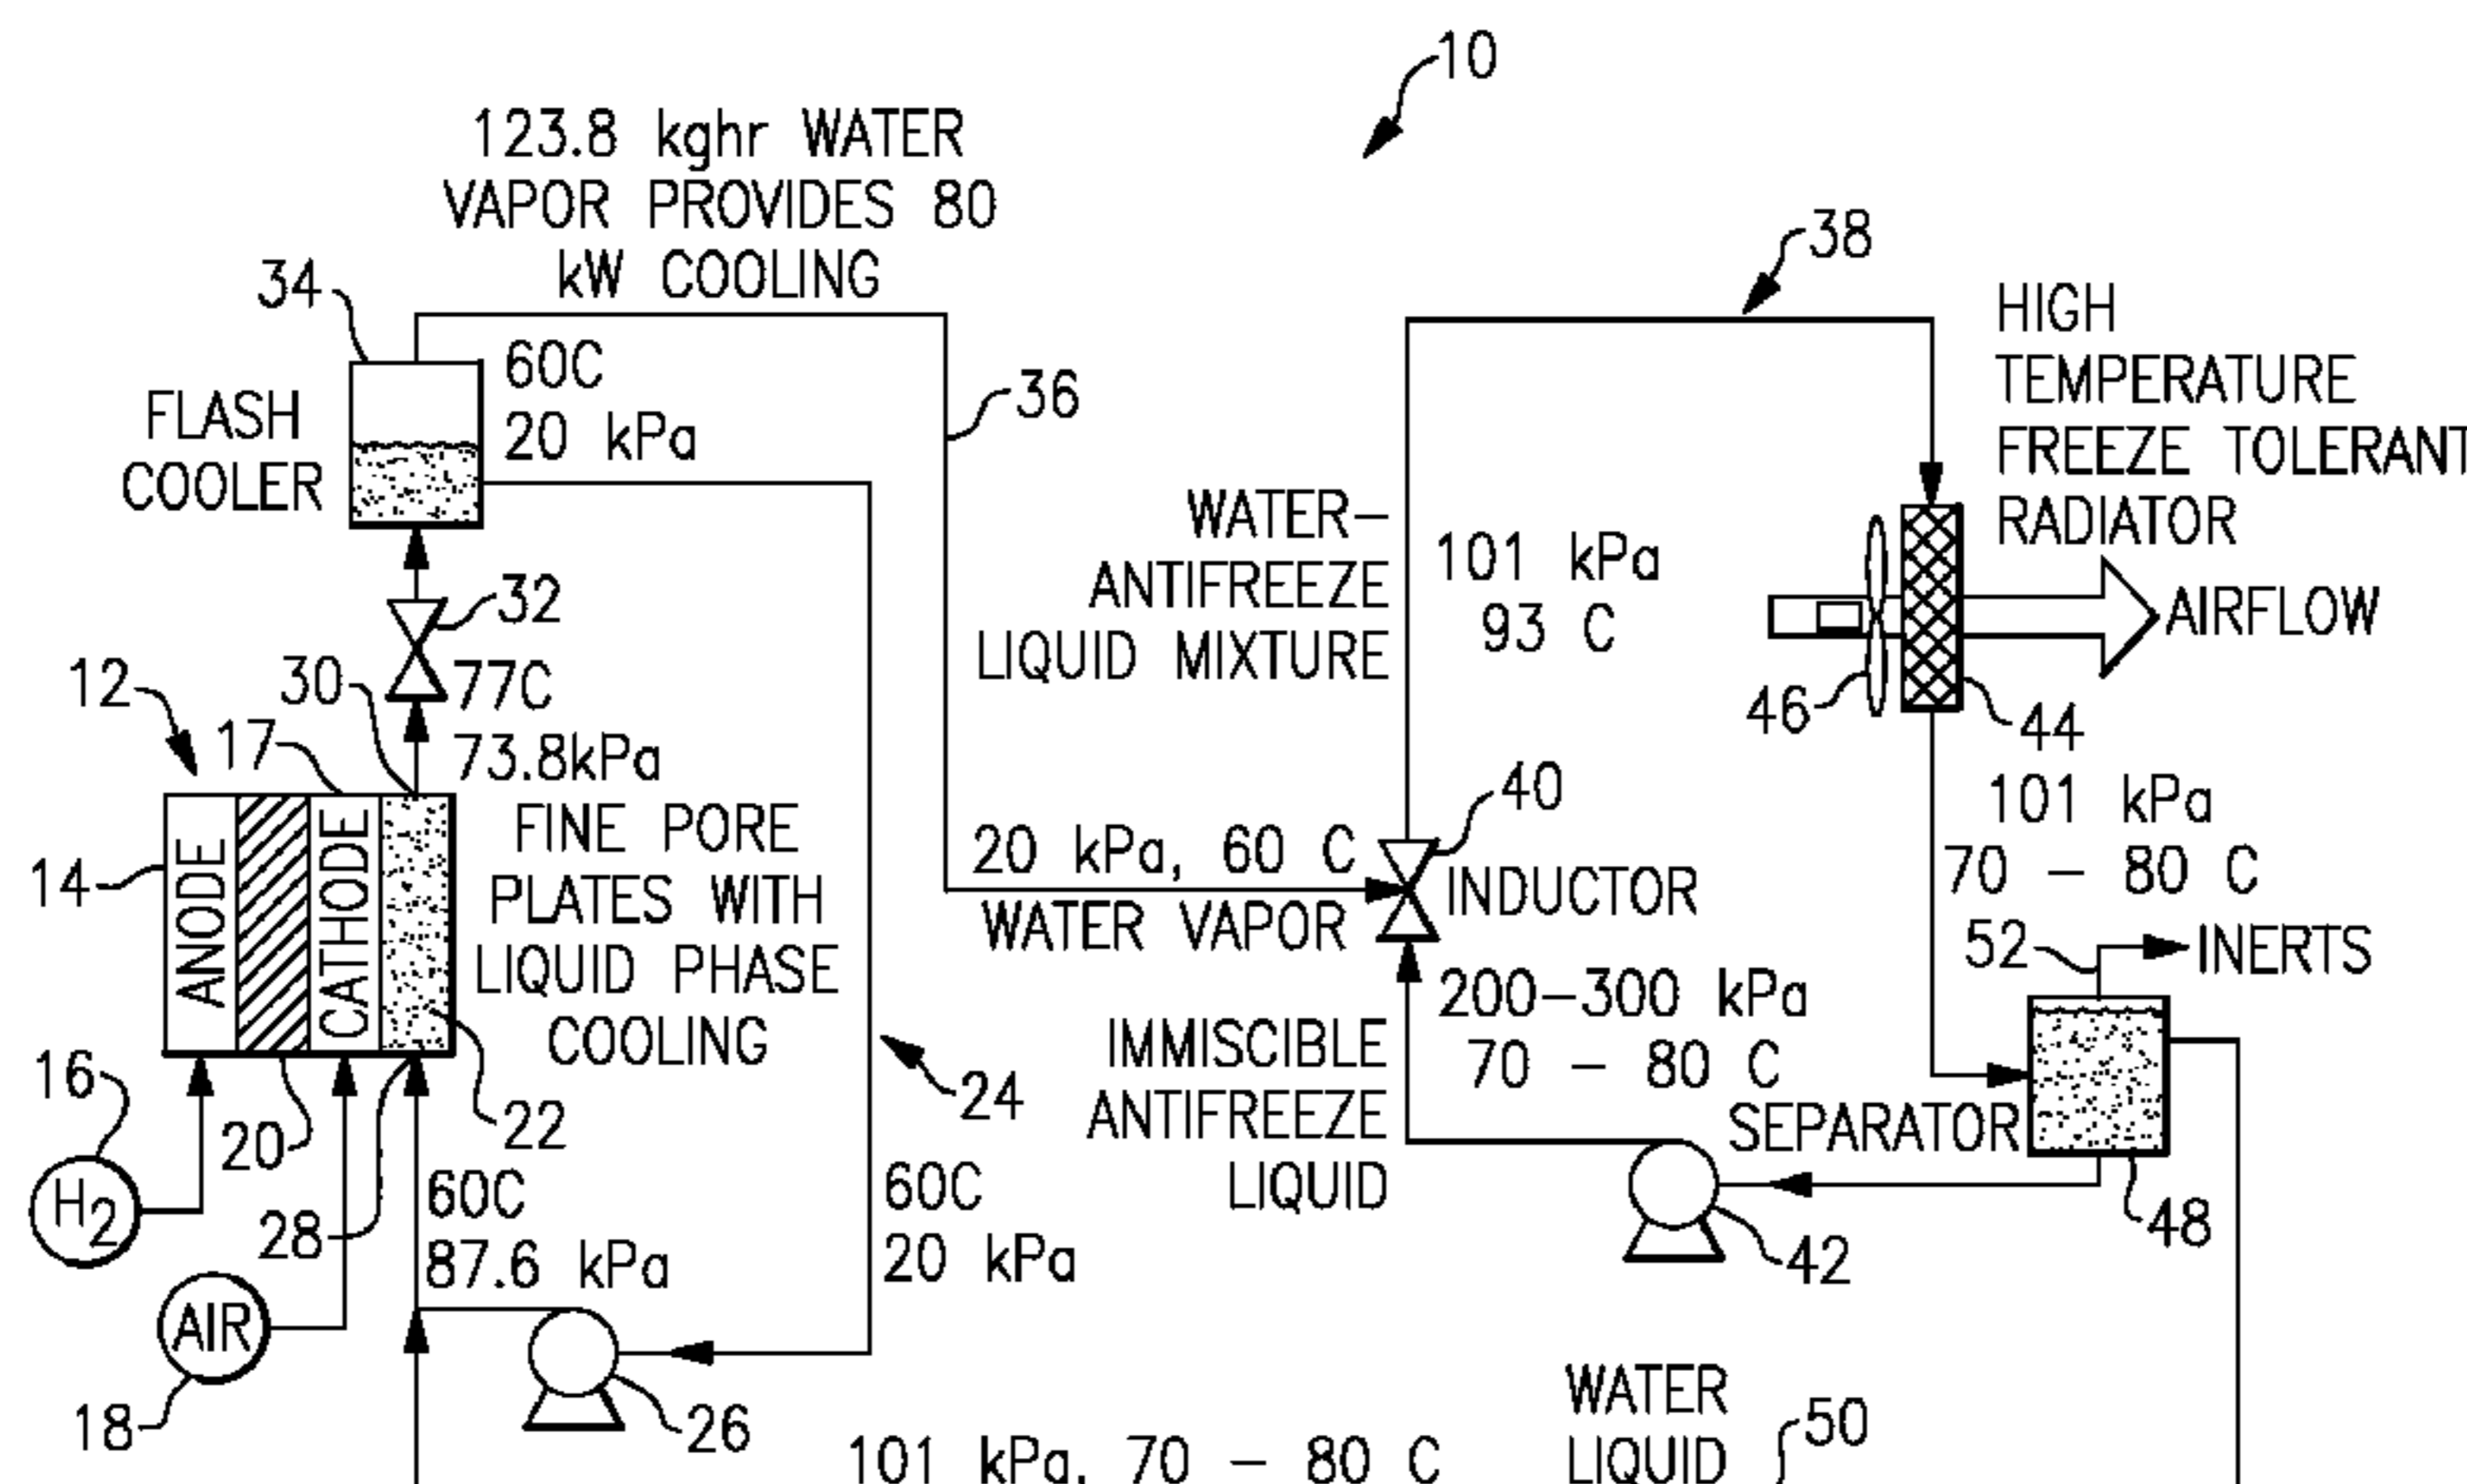 10
123.8 kghr WATER
VAPOR PROVIDES 80
kW COOLING
34
38
HIGH
TEMPERATURE
FREEZE TOLERANT
RADIATOR
60C
20 kPa
36
FLASH
COOLER
WATER-
ANTIFREEZE
LIQUID MIXTURE
101 kPa
93 C
AIRFLOW
32
12
30
77C
73.8kPa
17
46
44
101 kPa
70 - 80 C
14
ANODE
CATHODE
FINE PORE
PLATES WITH
LIQUID PHASE
COOLING
20 kPa, 60 C
WATER VAPOR
40
INDUCTOR
52
INERTS
200-300 kPa
70 - 80 C
IMMISCIBLE
ANTIFREEZE
LIQUID
SEPARATOR
16
20
22
24
H2
28
60C
87.6 kPa
60C
20 kPa
42
48
AIR
18
26
WATER
LIQUID
50
101 kPa, 70 - 80 C